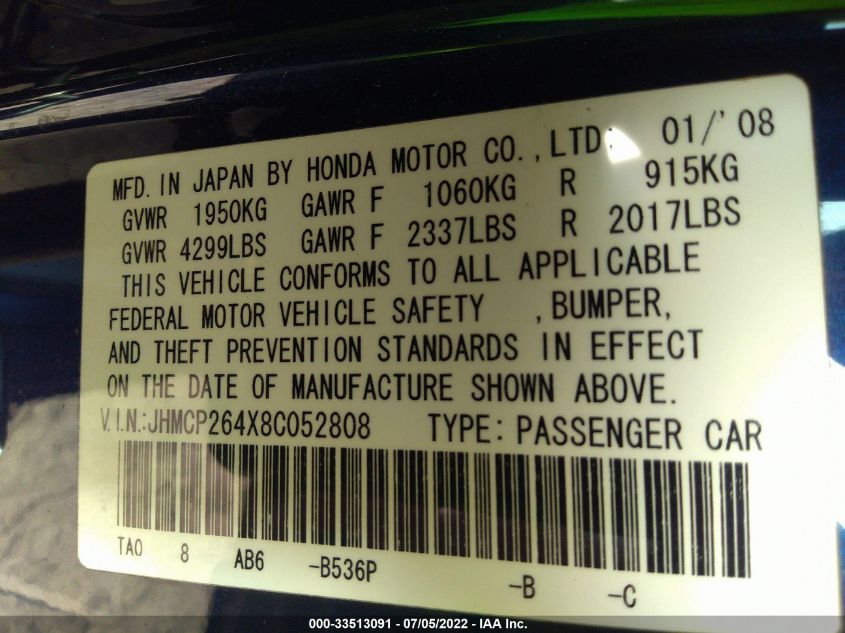 MFD. IN JAPAN BY HONDA MOTOR CO., LTD. 01/'08
GVWR 1950KG GAWR F 1060KG R 915KG
GVWR 4299LBS GAWR F 2337LBS R 2017LBS
THIS VEHICLE CONFORMS TO ALL APPLICABLE
FEDERAL MOTOR VEHICLE SAFETY , BUMPER,
AND THEFT PREVENTION STANDARDS IN EFFECT
ON THE DATE OF MANUFACTURE SHOWN ABOVE.
V.I.N.:JHMCP264X8C052808 TYPE: PASSENGER CAR
TA0 8 AB6 -B536P -B -C
000-33513091 - 07/05/2022 - IAA Inc.